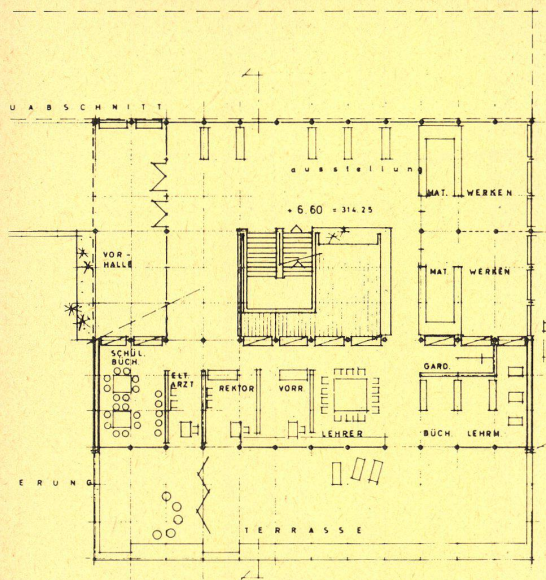 UABSCHNITT
ausstellung
MAT. WERKEN
+ 6.60 = 314.25
VOR-
HALLE
MAT. WERKEN
SCHÜL.
BÜCH.
ELT.
ARZT
REKTOR
VORR.
GARD.
LEHRER
BÜCH. LEHRM.
ERUNG
TERRASSE